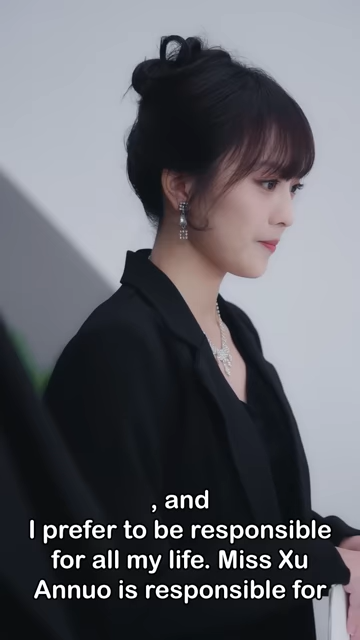 , and
I prefer to be responsible
for all my life. Miss Xu
Annuo is responsible for